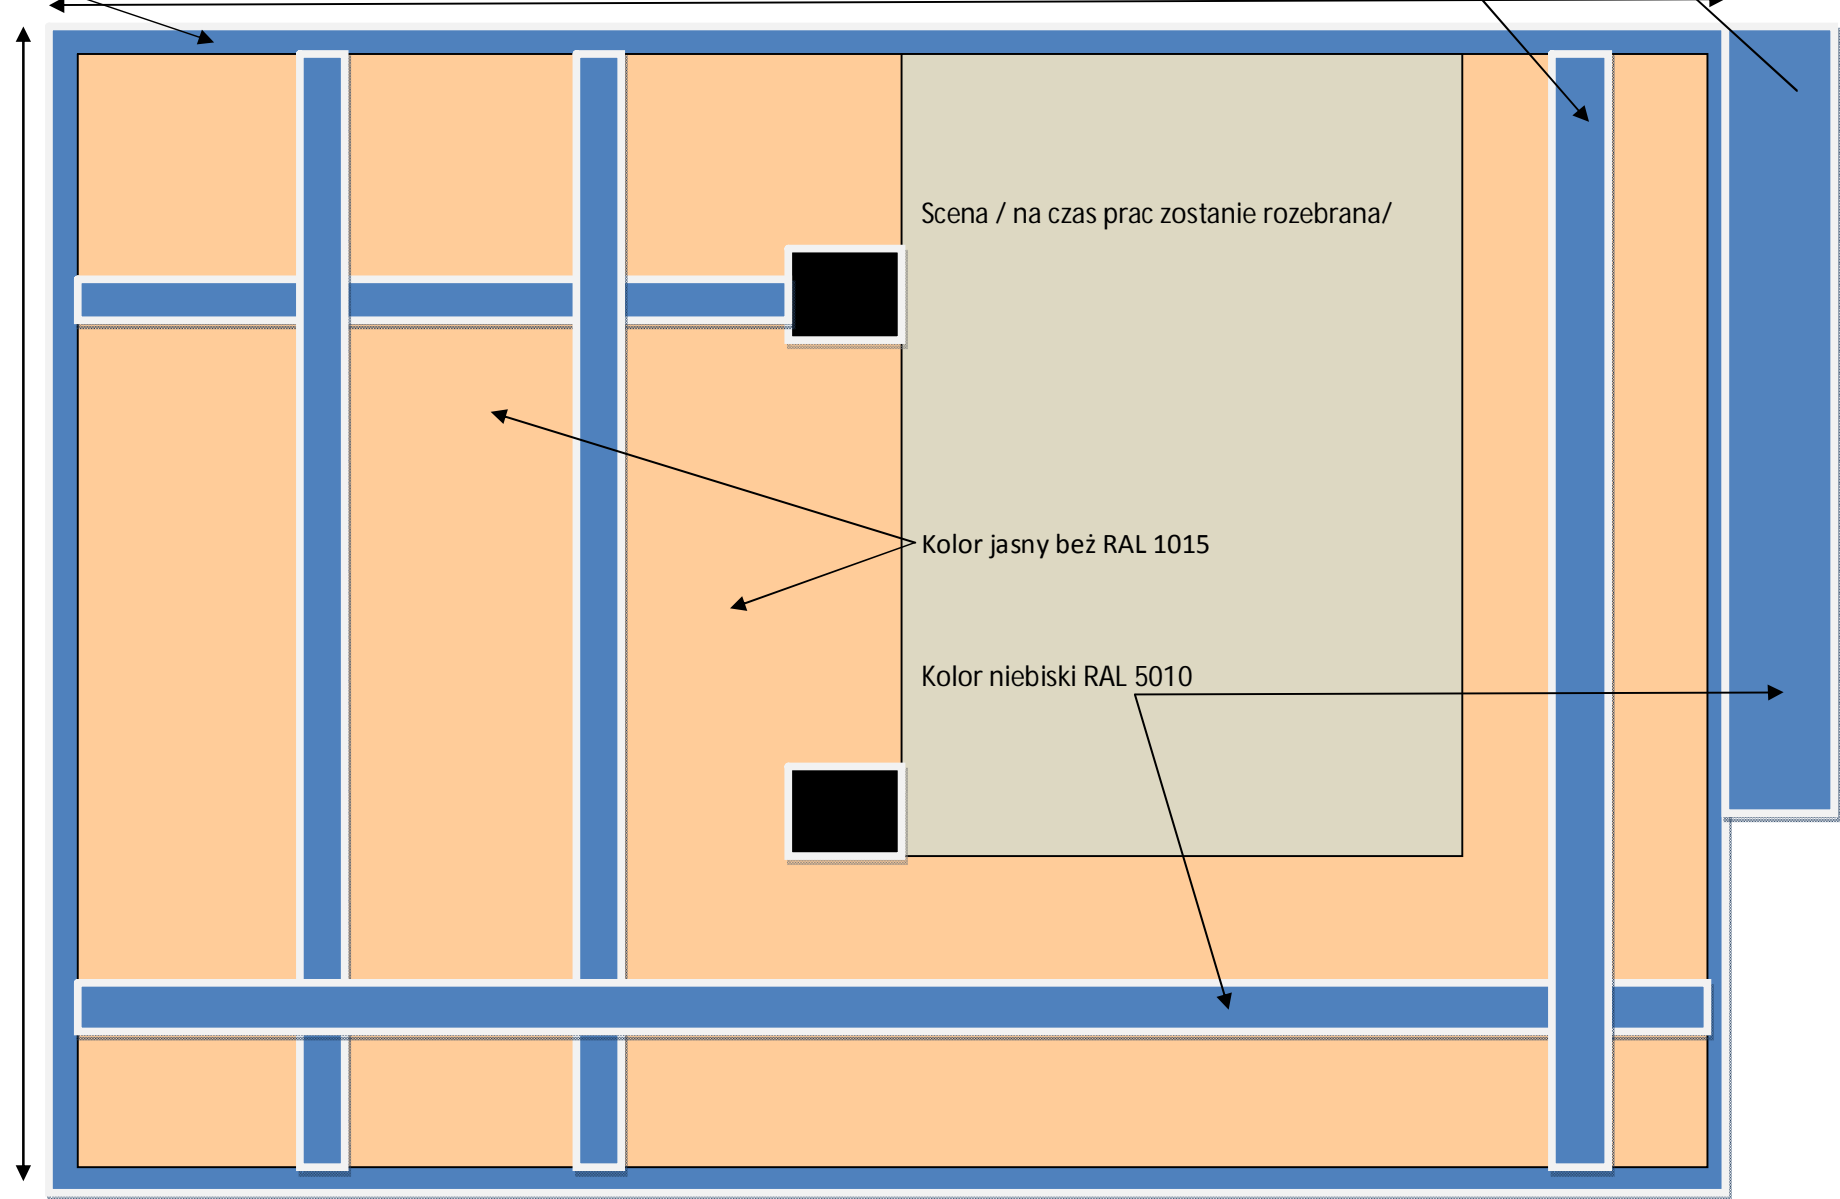 Scena / na czas prac zostanie rozebrana/
Kolor jasny beż RAL 1015
Kolor niebiski RAL 5010